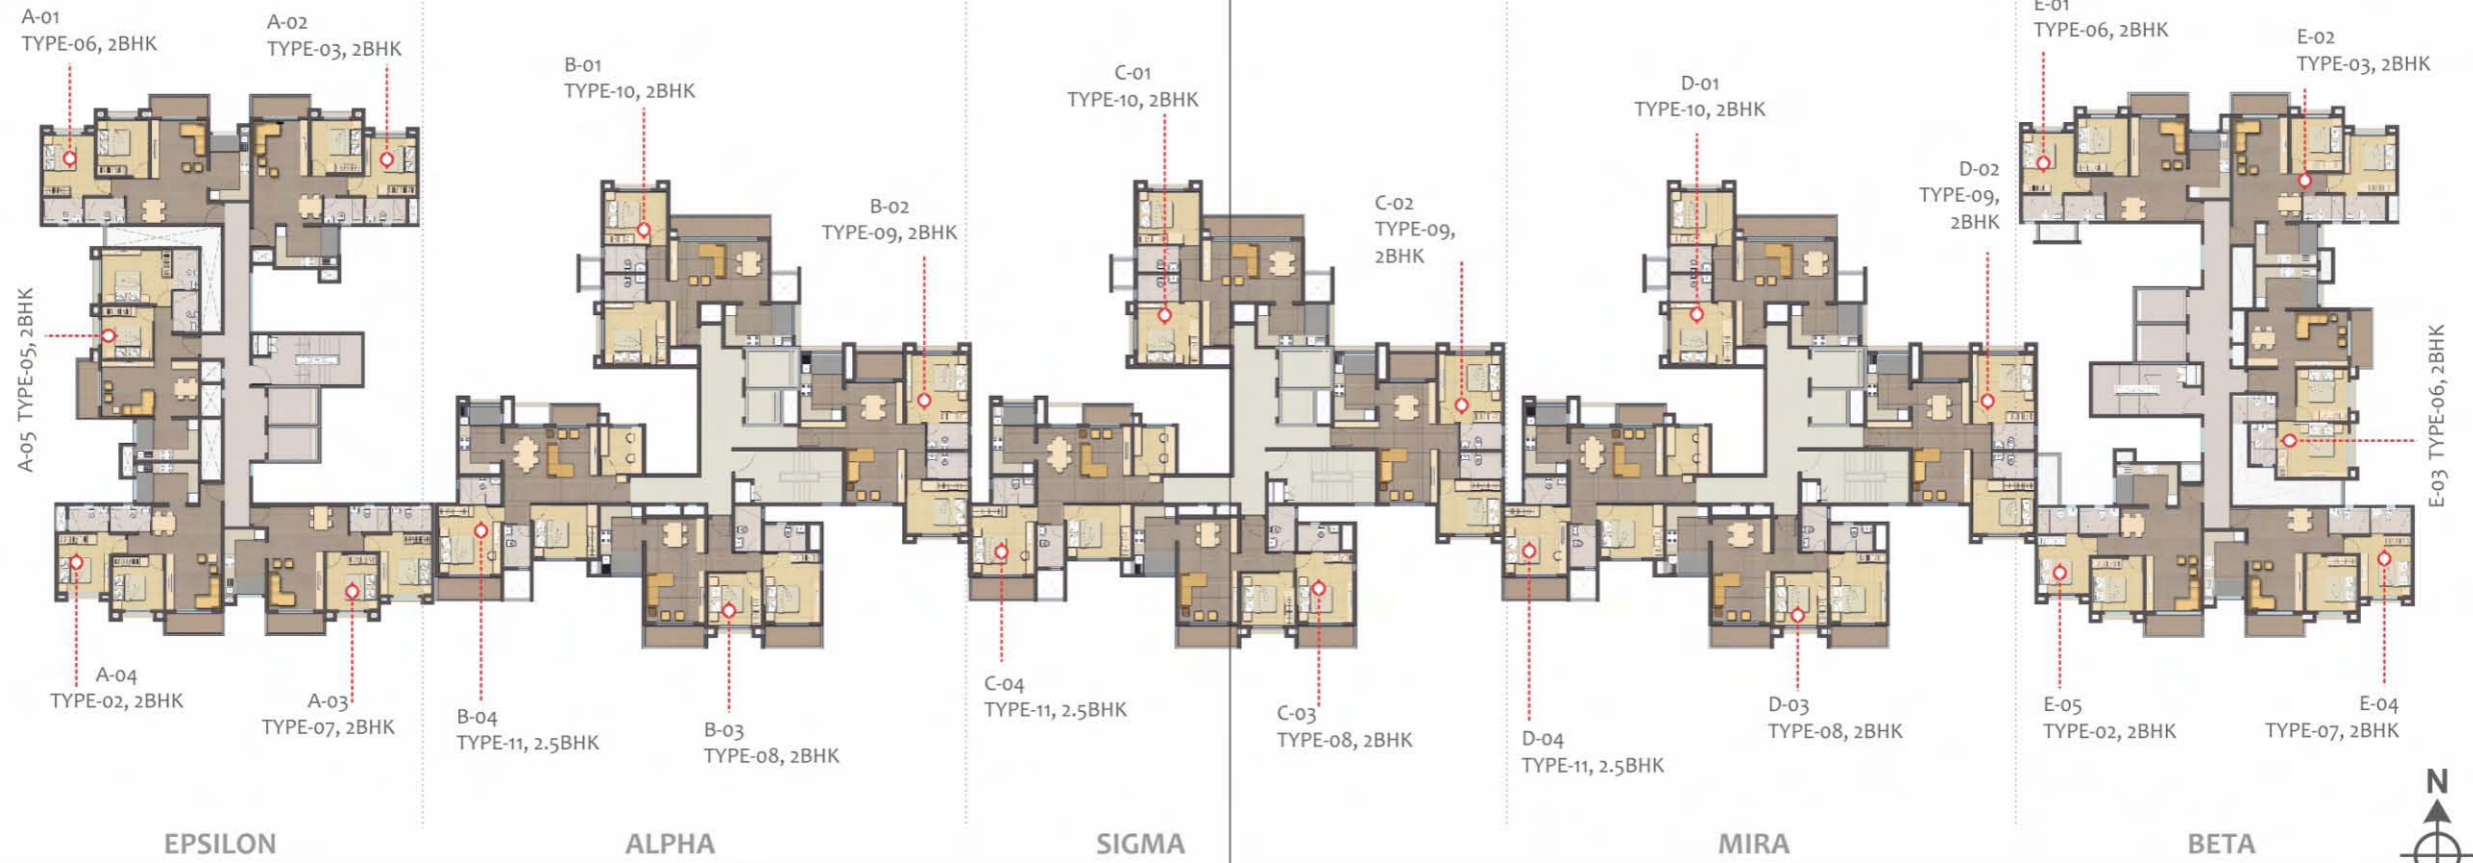 A-01
TYPE-06, 2BHK
A-02
TYPE-03, 2BHK
B-01
TYPE-10, 2BHK
C-01
TYPE-10, 2BHK
D-01
TYPE-10, 2BHK
E-01
TYPE-06, 2BHK
E-02
TYPE-03, 2BHK
B-02
TYPE-09, 2BHK
C-02
TYPE-09,
2BHK
D-02
TYPE-09,
2BHK
A-05 TYPE-05, 2BHK
E-03 TYPE-06, 2BHK
A-04
TYPE-02, 2BHK
A-03
TYPE-07, 2BHK
B-04
TYPE-11, 2.5BHK
B-03
TYPE-08, 2BHK
C-04
TYPE-11, 2.5BHK
C-03
TYPE-08, 2BHK
D-04
TYPE-11, 2.5BHK
D-03
TYPE-08, 2BHK
E-05
TYPE-02, 2BHK
E-04
TYPE-07, 2BHK
N
EPSILON
ALPHA
SIGMA
MIRA
BETA